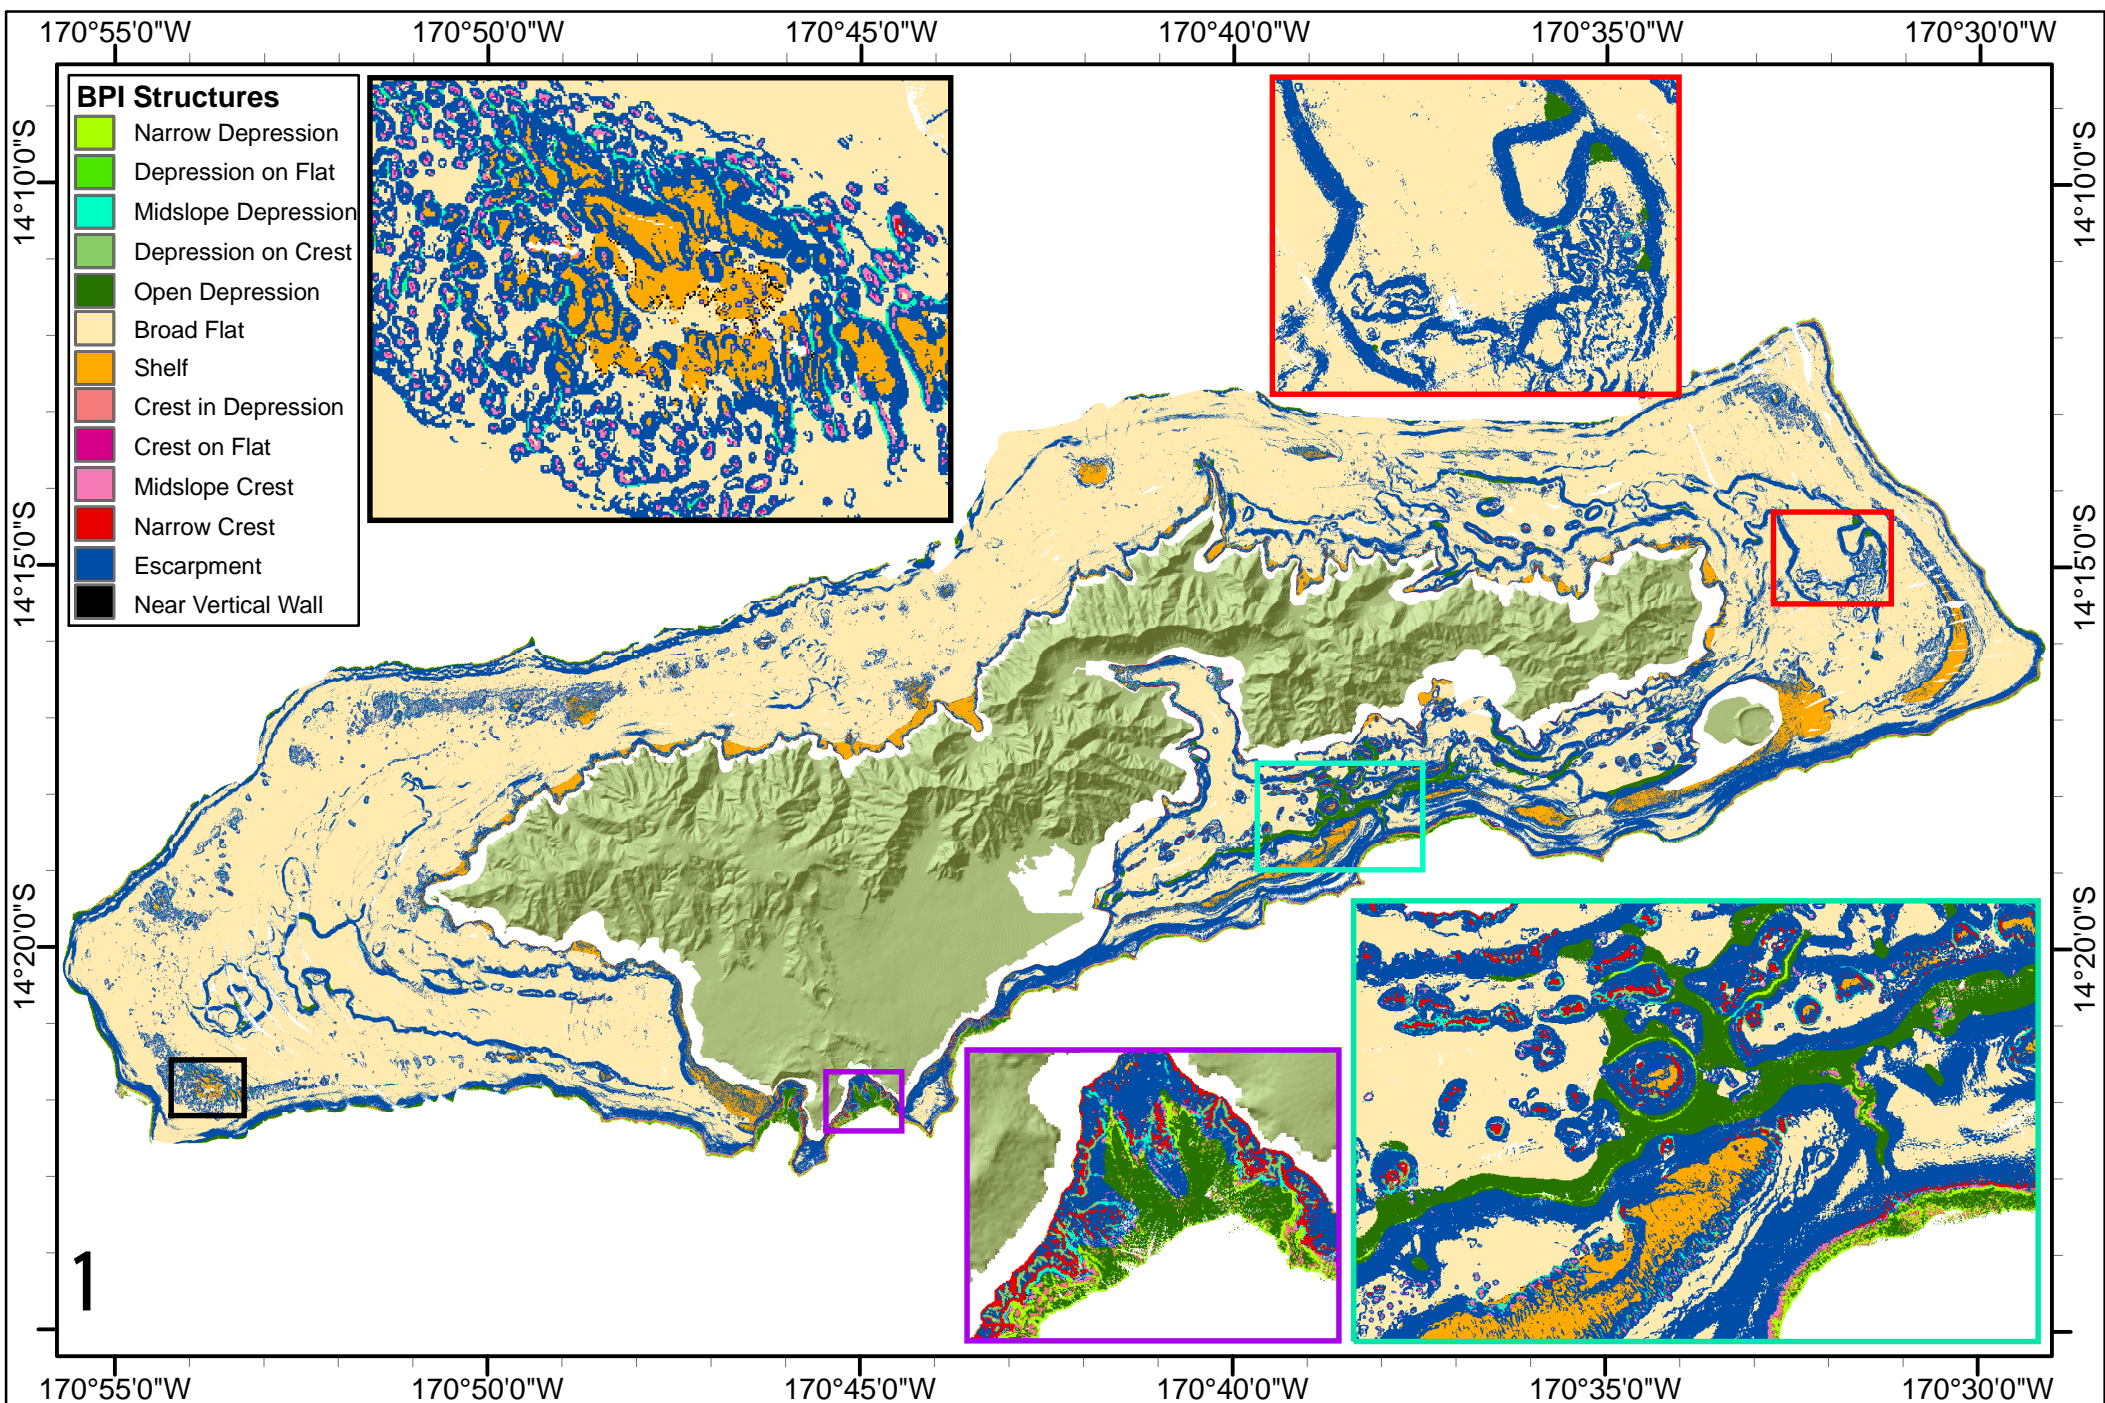 170°55'0"W 170°50'0"W 170°45'0"W 170°40'0"W 170°35'0"W 170°30'0"W
BPI Structures
Narrow Depression
Depression on Flat
Midslope Depression
Depression on Crest
Open Depression
Broad Flat
Shelf
Crest in Depression
Crest on Flat
Midslope Crest
Narrow Crest
Escarpment
Near Vertical Wall
14°10'0"S
14°15'0"S
14°20'0"S
14°10'0"S
14°15'0"S
14°20'0"S
1
170°55'0"W 170°50'0"W 170°45'0"W 170°40'0"W 170°35'0"W 170°30'0"W